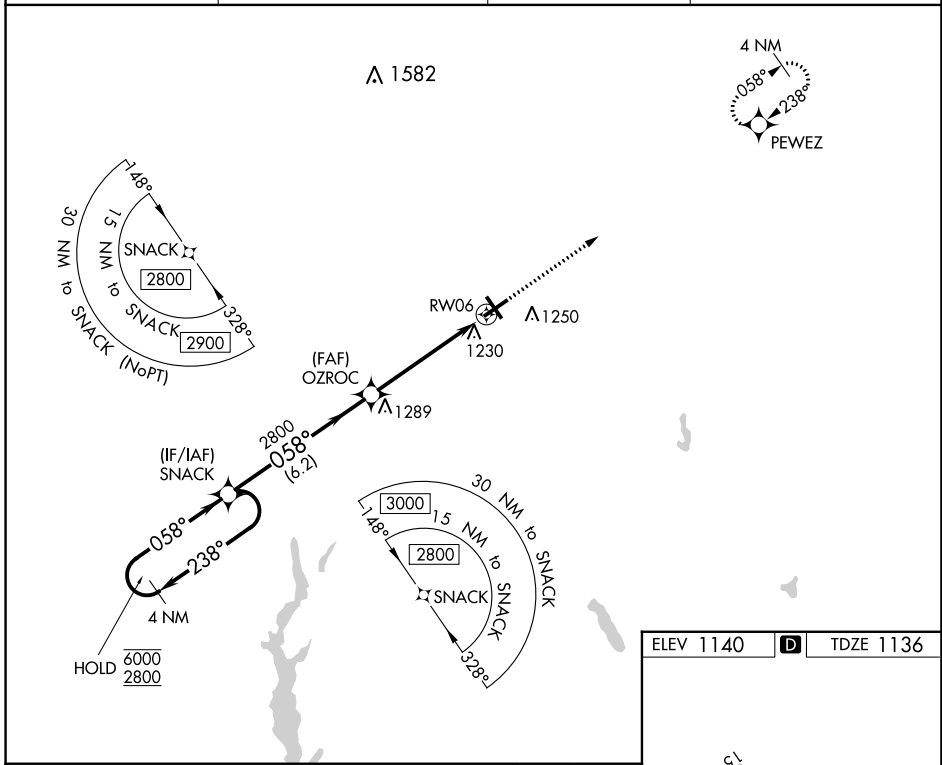 4 NM
058°
238°
PEWEZ
1582
148°
30 NM to SNACK (NoPT)
15 NM to SNACK
SNACK
2800
2900
328°
RW06
1250
1230
(FAF)
OZROC
1289
2800
058°
(6.2)
(IF/IAF)
SNACK
058°
238°
4 NM
HOLD 6000
2800
30 NM to SNACK
3000
148°
15 NM to SNACK
2800
SNACK
328°
ELEV 1140 D TDZE 1136
15